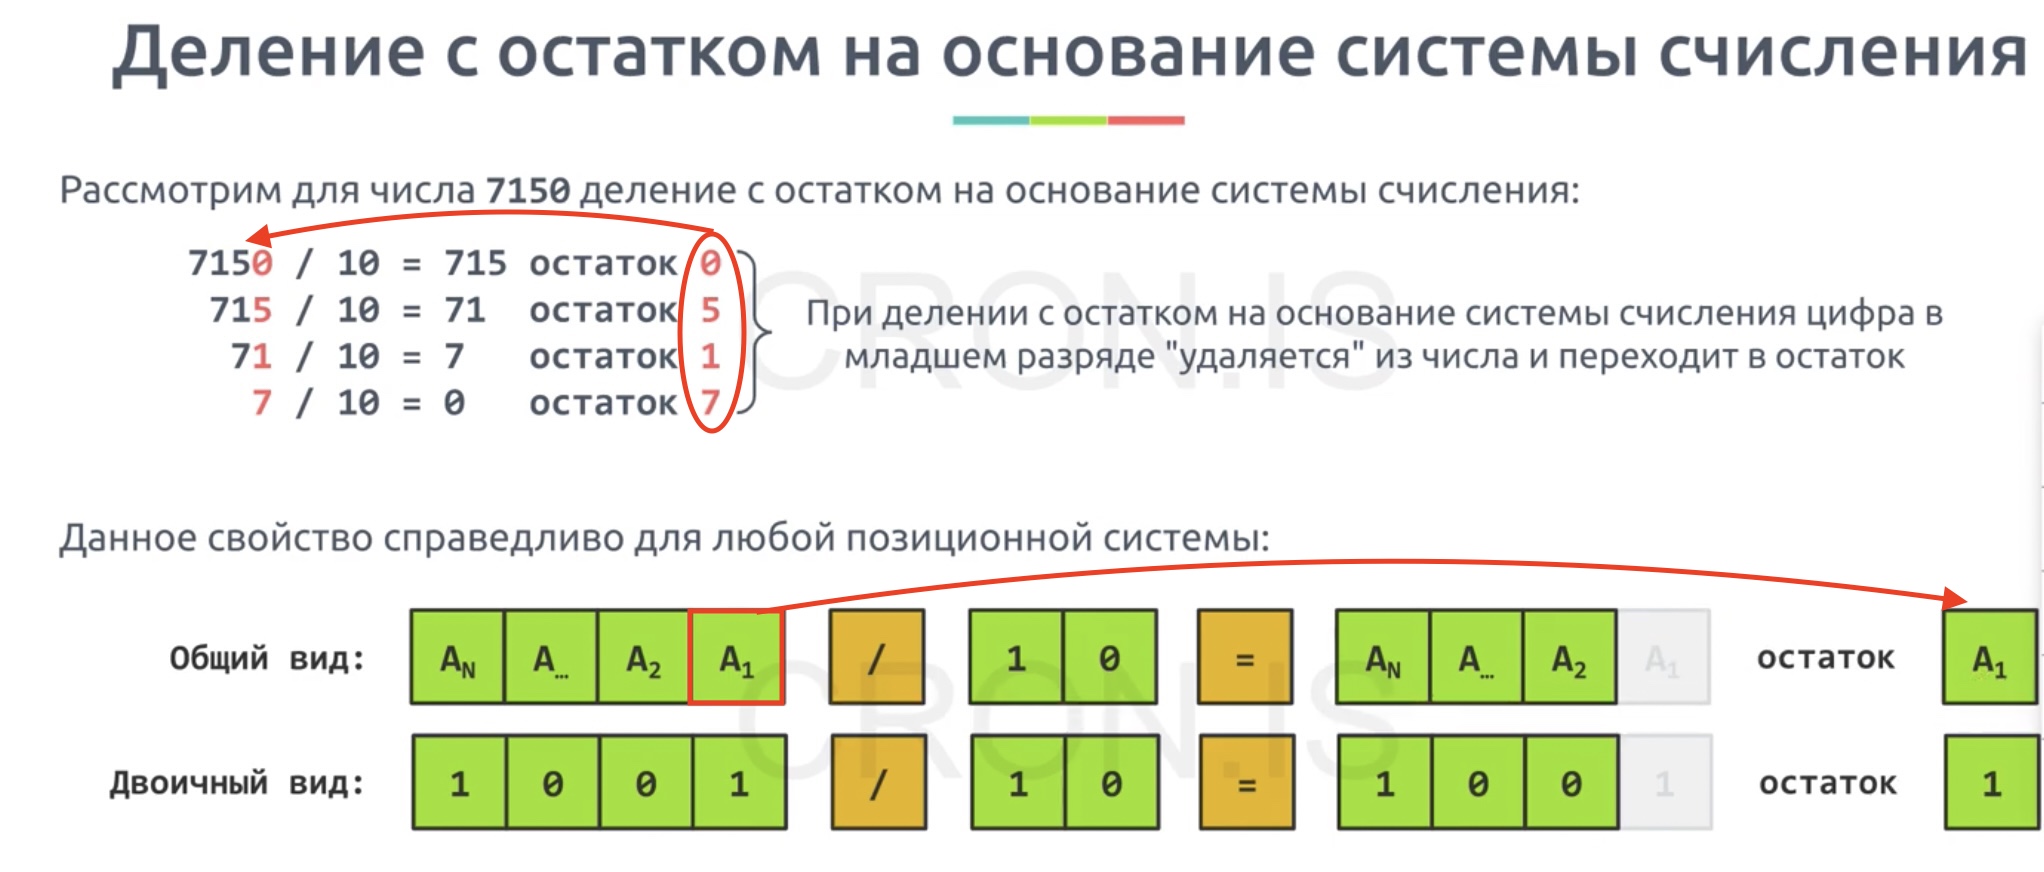 Деление с остатком на основание системы счисления
Рассмотрим для числа 7150 деление с остатком на основание системы счисления:
7150 / 10 = 715 остаток 0
715 / 10 = 71 остаток 5
71 / 10 = 7 остаток 1
7 / 10 = 0 остаток 7
При делении с остатком на основание системы счисления цифра в
младшем разряде "удаляется" из числа и переходит в остаток
CRON.IS
Данное свойство справедливо для любой позиционной системы:
Общий вид: A_N A_… A_2 A_1 / 1 0 = A_N A_… A_2 A_1 остаток A_1
CRON.IS
Двоичный вид: 1 0 0 1 / 1 0 = 1 0 0 1 остаток 1